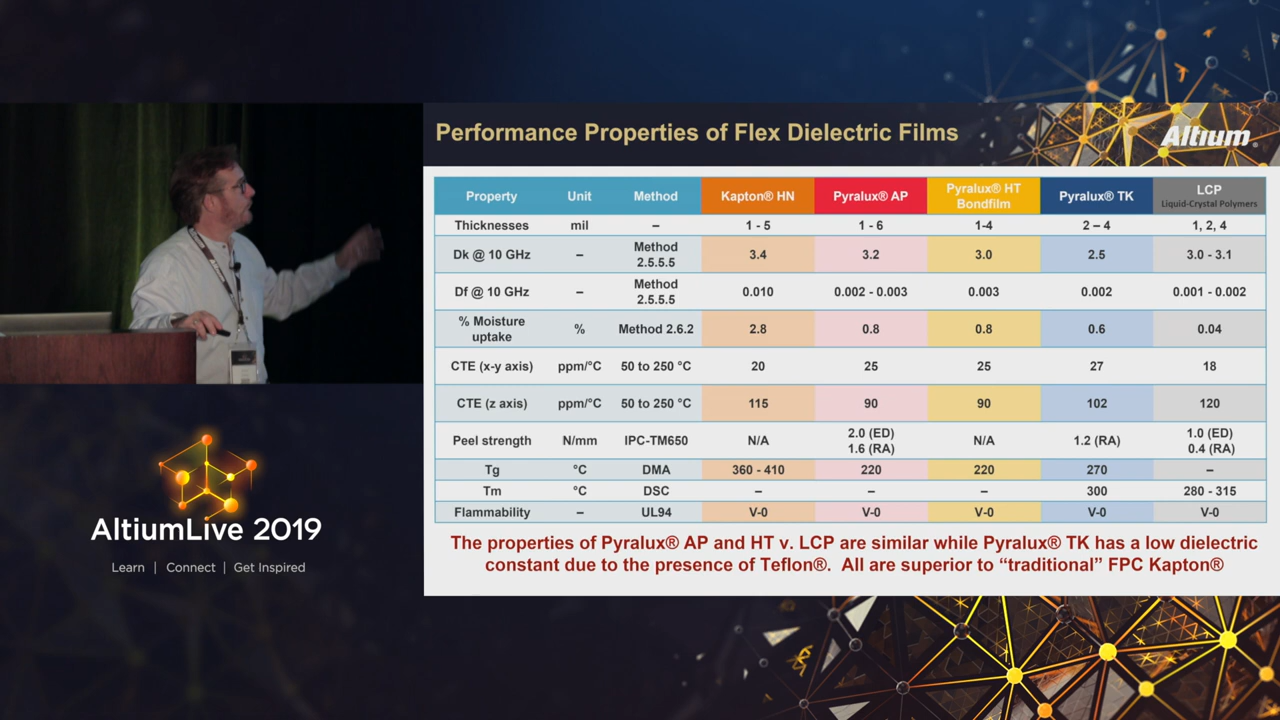 Performance Properties of Flex Dielectric Films
Altium®
Property Unit Method Kapton® HN Pyralux® AP Pyralux® HT Bondfilm Pyralux® TK LCP Liquid-Crystal Polymers
Thicknesses mil – 1 - 5 1 - 6 1-4 2 – 4 1, 2, 4
Dk @ 10 GHz – Method 2.5.5.5 3.4 3.2 3.0 2.5 3.0 - 3.1
Df @ 10 GHz – Method 2.5.5.5 0.010 0.002 - 0.003 0.003 0.002 0.001 - 0.002
% Moisture uptake % Method 2.6.2 2.8 0.8 0.8 0.6 0.04
CTE (x-y axis) ppm/°C 50 to 250 °C 20 25 25 27 18
CTE (z axis) ppm/°C 50 to 250 °C 115 90 90 102 120
Peel strength N/mm IPC-TM650 N/A 2.0 (ED) 1.6 (RA) N/A 1.2 (RA) 1.0 (ED) 0.4 (RA)
Tg °C DMA 360 - 410 220 220 270 –
Tm °C DSC – – – 300 280 - 315
Flammability – UL94 V-0 V-0 V-0 V-0 V-0
The properties of Pyralux® AP and HT v. LCP are similar while Pyralux® TK has a low dielectric
constant due to the presence of Teflon®. All are superior to “traditional” FPC Kapton®
AltiumLive 2019
Learn | Connect | Get Inspired